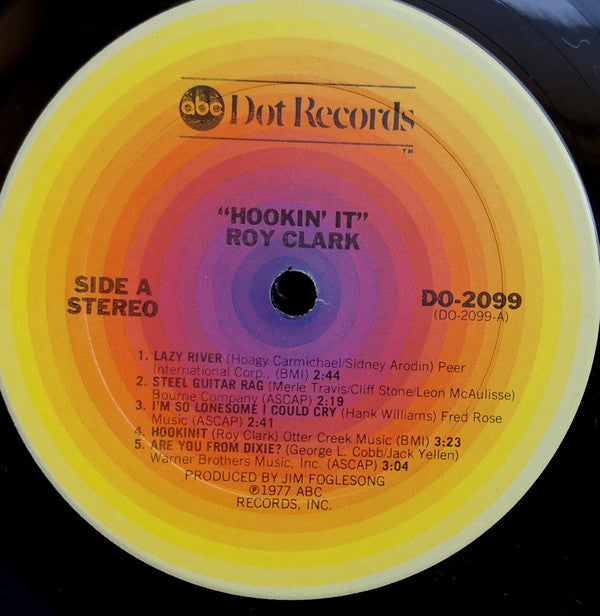 abc Dot Records
TM
"HOOKIN' IT"
ROY CLARK
SIDE A
STEREO
DO-2099
(DO-2099-A)
1. LAZY RIVER (Hoagy Carmichael/Sidney Arodin) Peer
International Corp., (BMI) 2:44
2. STEEL GUITAR RAG (Merle Travis/Cliff Stone/Leon McAulisse)
Bourne Company (ASCAP) 2:19
3. I'M SO LONESOME I COULD CRY (Hank Williams) Fred Rose
Music (ASCAP) 2:41
4. HOOKINIT (Roy Clark) Otter Creek Music (BMI) 3:23
5. ARE YOU FROM DIXIE? (George L. Cobb/Jack Yellen)
Warner Brothers Music, Inc. (ASCAP) 3:04
PRODUCED BY JIM FOGLESONG
℗1977 ABC
RECORDS, INC.